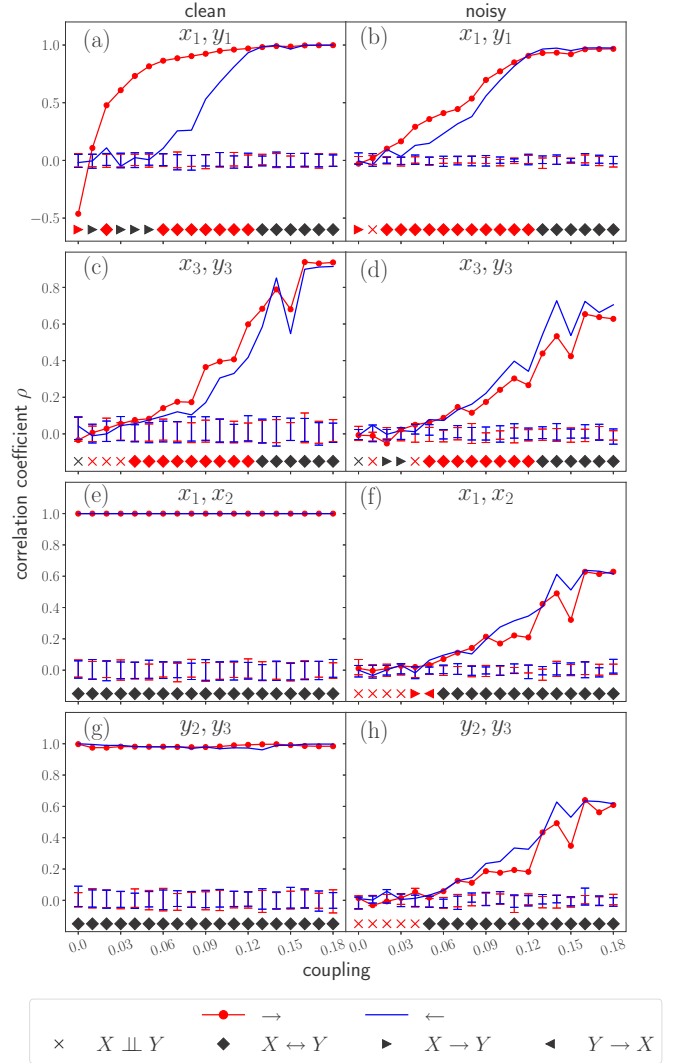 clean noisy
(a) x₁, y₁ (b) x₁, y₁
1.0
0.5
0.0
−0.5
(c) x₃, y₃ (d) x₃, y₃
0.8
0.6
0.4
0.2
0.0
(e) x₁, x₂ (f) x₁, x₂
1.0
0.8
0.6
0.4
0.2
0.0
(g) y₂, y₃ (h) y₂, y₃
1.0
0.8
0.6
0.4
0.2
0.0
correlation coefficient ρ
0.0 0.03 0.06 0.09 0.12 0.15 0.18 0.0 0.03 0.06 0.09 0.12 0.15 0.18
coupling coupling
→ ←
X ⫫ Y X ↔ Y X → Y Y → X